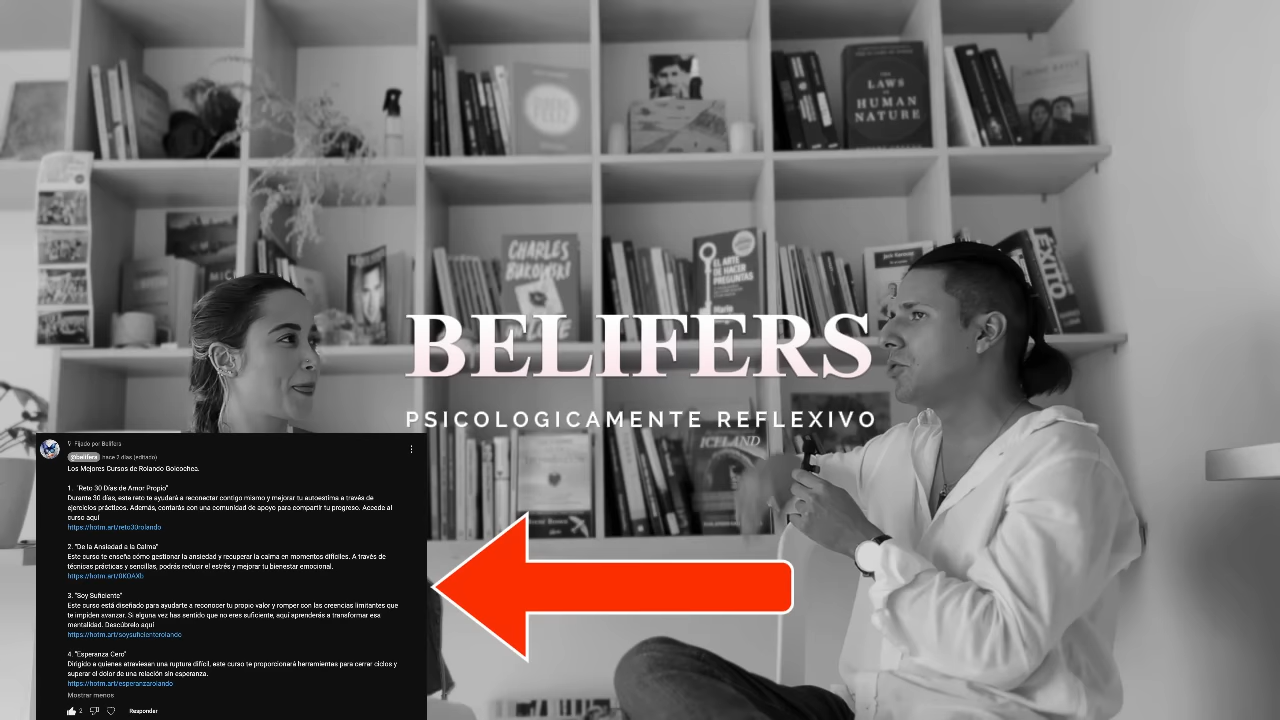 THE
LAWS
OF
HUMAN
NATURE
CHARLES
BUKOWSKI
EL ARTE
DE HACER
PREGUNTAS
ÉXITO
BELIFERS
PSICOLOGICAMENTE REFLEXIVO
ICELAND
Fijado por Belifers
@belifers hace 2 días (editado)
Los Mejores Cursos de Rolando Goicochea.
1. "Reto 30 Días de Amor Propio"
Durante 30 días, este reto te ayudará a reconectar contigo mismo y mejorar tu autoestima a través de
ejercicios prácticos. Además, contarás con una comunidad de apoyo para compartir tu progreso. Accede al
curso aquí
https://hotm.art/reto30rolando
2. "De la Ansiedad a la Calma"
Este curso te enseña cómo gestionar la ansiedad y recuperar la calma en momentos difíciles. A través de
técnicas prácticas y sencillas, podrás reducir el estrés y mejorar tu bienestar emocional.
https://hotm.art/0KOAXb
3. "Soy Suficiente"
Este curso está diseñado para ayudarte a reconocer tu propio valor y romper con las creencias limitantes que
te impiden avanzar. Si alguna vez has sentido que no eres suficiente, aquí aprenderás a transformar esa
mentalidad. Descúbrelo aquí
https://hotm.art/soysuficienterolando
4. "Esperanza Cero"
Dirigido a quienes atraviesan una ruptura difícil, este curso te proporcionará herramientas para cerrar ciclos y
superar el dolor de una relación sin esperanza.
https://hotm.art/esperanzarolando
Mostrar menos
2 Responder